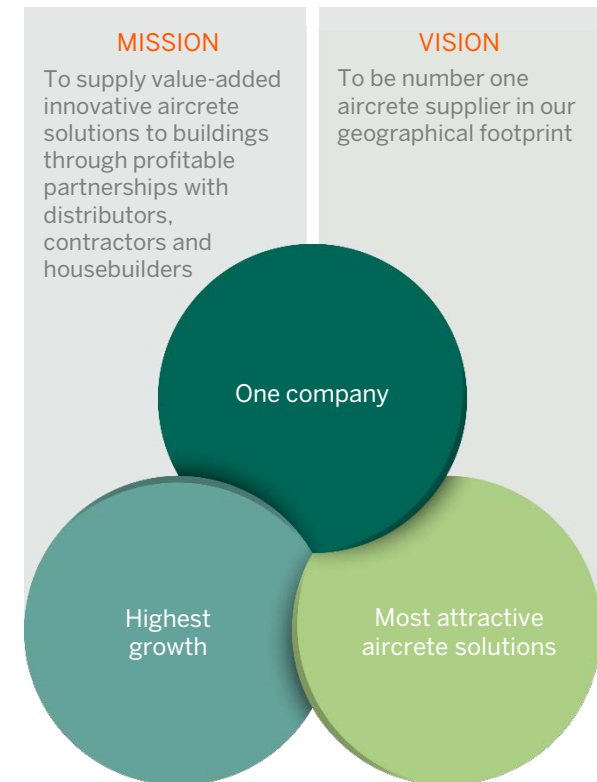 MISSION
To supply value-added
innovative aircrete
solutions to buildings
through profitable
partnerships with
distributors,
contractors and
housebuilders
VISION
To be number one
aircrete supplier in our
geographical footprint
One company
Highest
growth
Most attractive
aircrete solutions